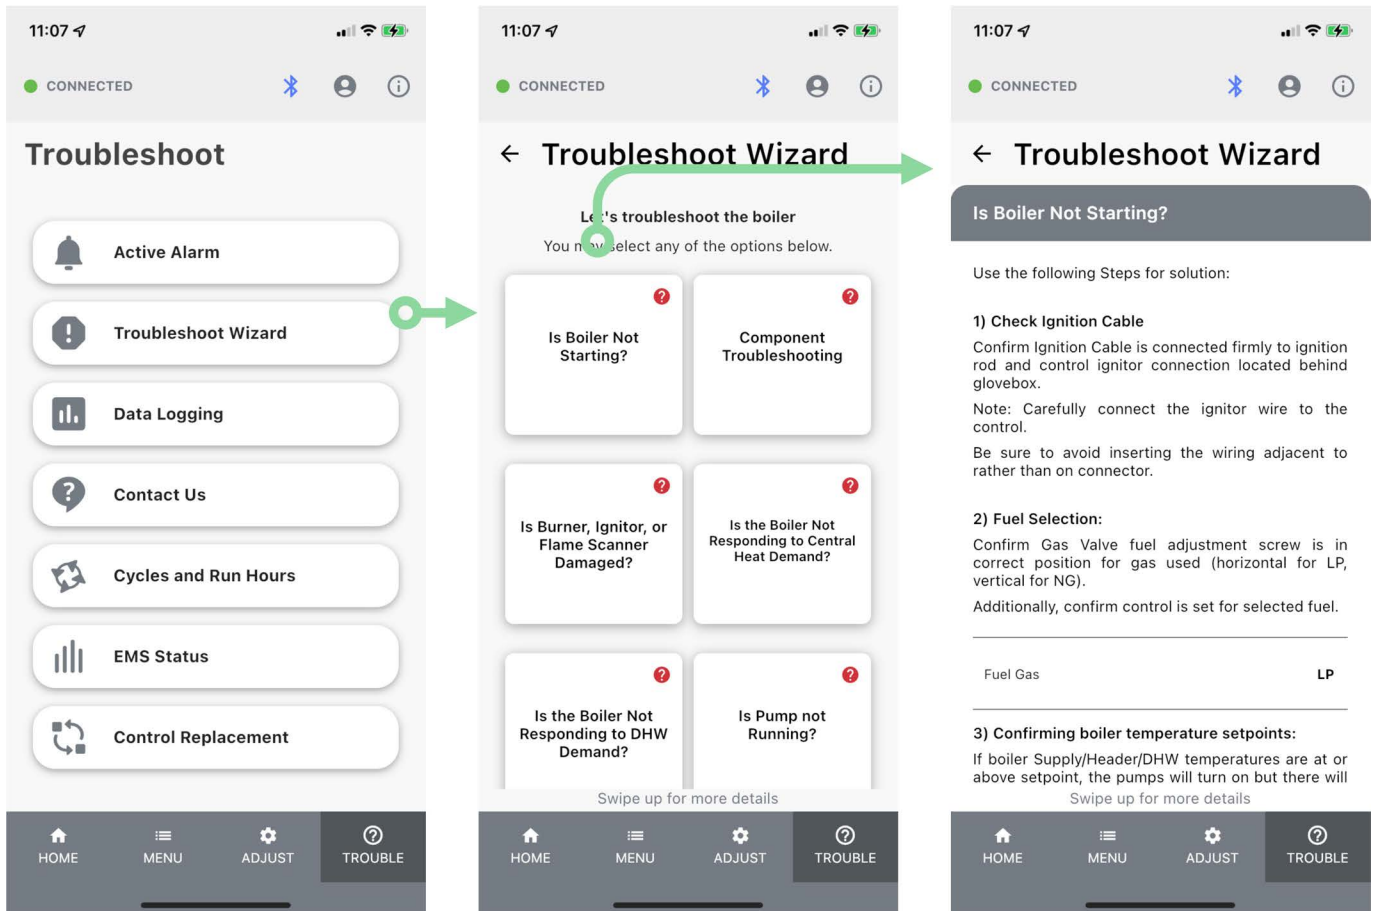 11:07
CONNECTED
Troubleshoot
Active Alarm
Troubleshoot Wizard
Data Logging
Contact Us
Cycles and Run Hours
EMS Status
Control Replacement
HOME
MENU
ADJUST
TROUBLE
11:07
CONNECTED
Troubleshoot Wizard
Let's troubleshoot the boiler
You may select any of the options below.
Is Boiler Not
Starting?
Component
Troubleshooting
Is Burner, Ignitor, or
Flame Scanner
Damaged?
Is the Boiler Not
Responding to Central
Heat Demand?
Is the Boiler Not
Responding to DHW
Demand?
Is Pump not
Running?
Swipe up for more details
HOME
MENU
ADJUST
TROUBLE
11:07
CONNECTED
Troubleshoot Wizard
Is Boiler Not Starting?
Use the following Steps for solution:
1) Check Ignition Cable
Confirm Ignition Cable is connected firmly to ignition
rod and control ignitor connection located behind
glovebox.
Note: Carefully connect the ignitor wire to the
control.
Be sure to avoid inserting the wiring adjacent to
rather than on connector.
2) Fuel Selection:
Confirm Gas Valve fuel adjustment screw is in
correct position for gas used (horizontal for LP,
vertical for NG).
Additionally, confirm control is set for selected fuel.
Fuel Gas LP
3) Confirming boiler temperature setpoints:
If boiler Supply/Header/DHW temperatures are at or
above setpoint, the pumps will turn on but there will
Swipe up for more details
HOME
MENU
ADJUST
TROUBLE